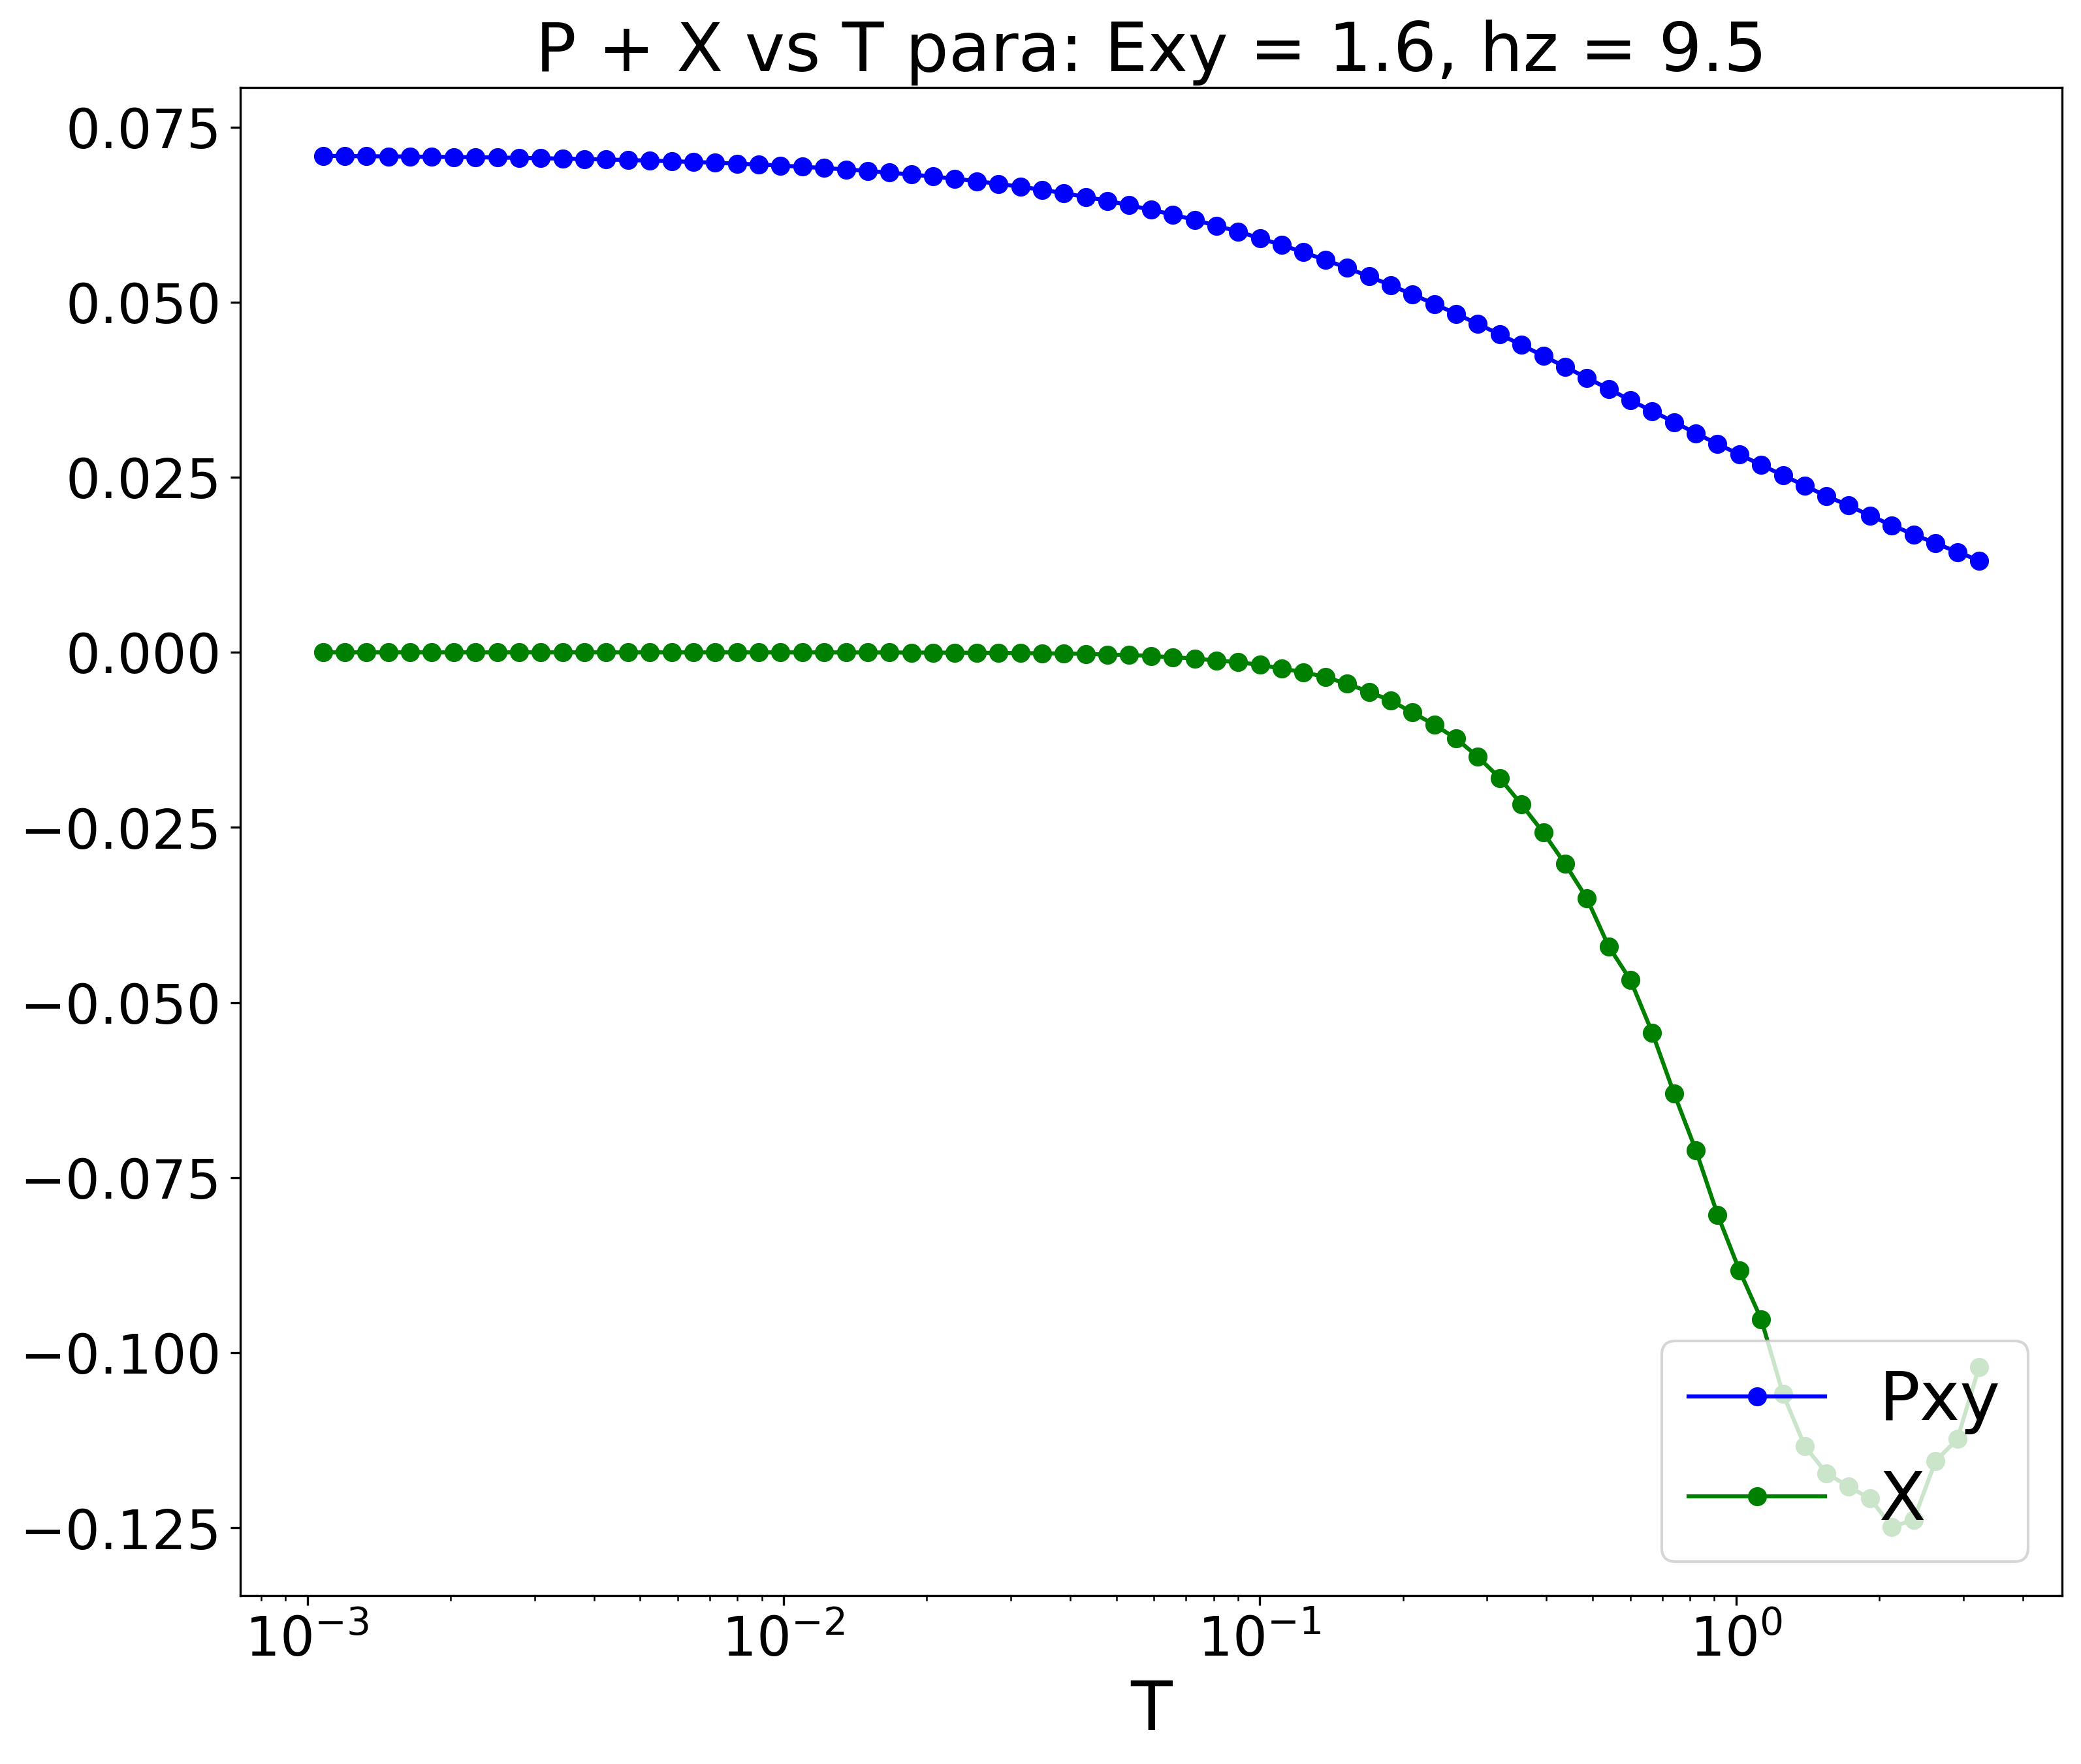 P + X vs T para: Exy = 1.6, hz = 9.5
0.075
0.050
0.025
0.000
−0.025
−0.050
−0.075
−0.100
−0.125
Pxy
X
10⁻³ 10⁻² 10⁻¹ 10⁰
T